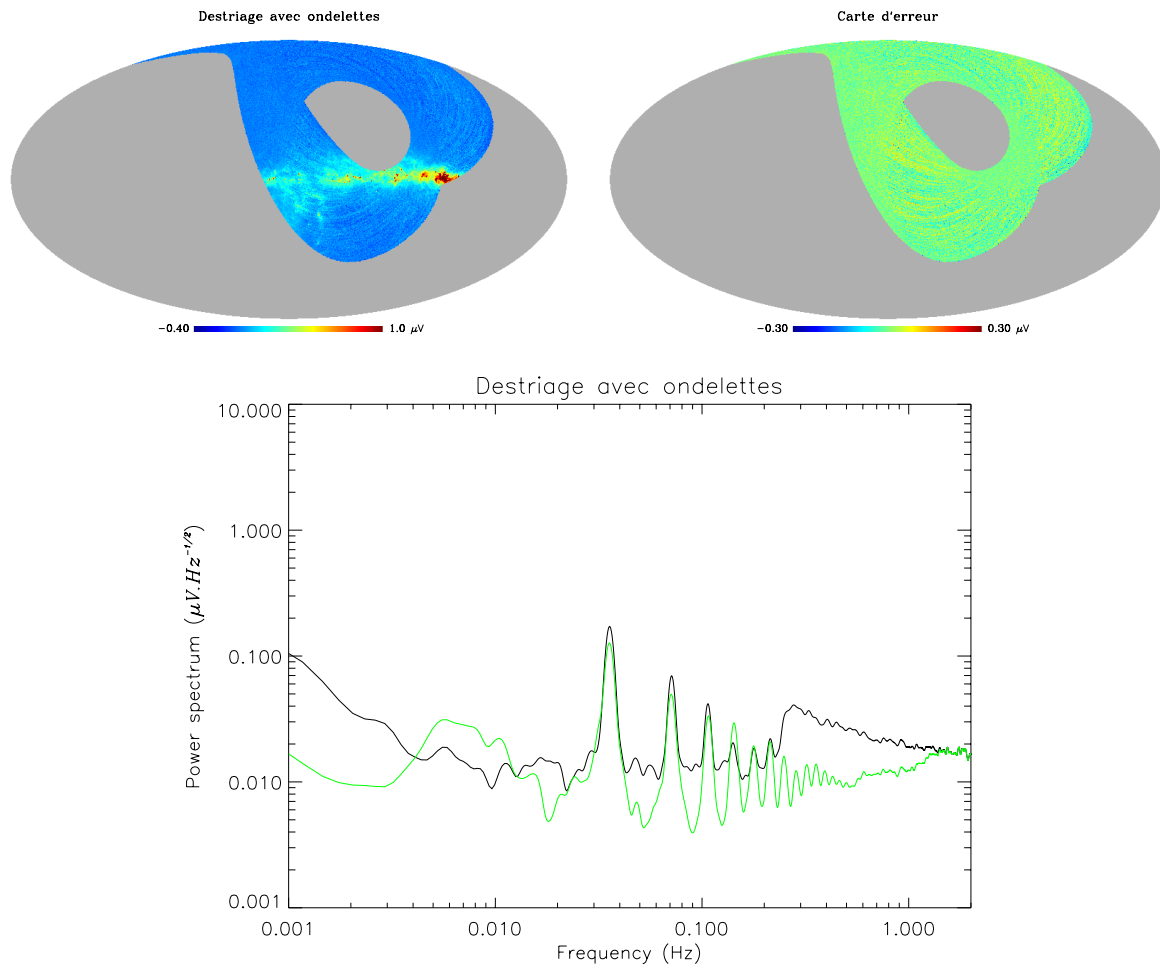 Destriage avec ondelettes
Carte d'erreur
−0.40 1.0 μV
−0.30 0.30 μV
Destriage avec ondelettes
10.000
1.000
0.100
0.010
0.001
Power spectrum (μV.Hz^−1/2)
0.001 0.010 0.100 1.000
Frequency (Hz)